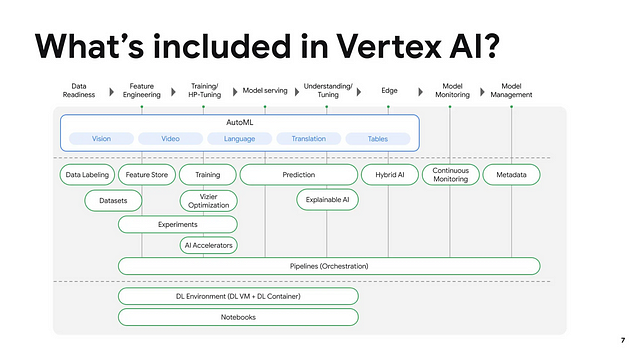 What's included in Vertex AI?
Data
Readiness
Feature
Engineering
Training/
HP-Tuning
Model serving
Understanding/
Tuning
Edge
Model
Monitoring
Model
Management
AutoML
Vision
Video
Language
Translation
Tables
Data Labeling
Feature Store
Training
Prediction
Hybrid AI
Continuous
Monitoring
Metadata
Datasets
Vizier
Optimization
Explainable AI
Experiments
AI Accelerators
Pipelines (Orchestration)
DL Environment (DL VM + DL Container)
Notebooks
7